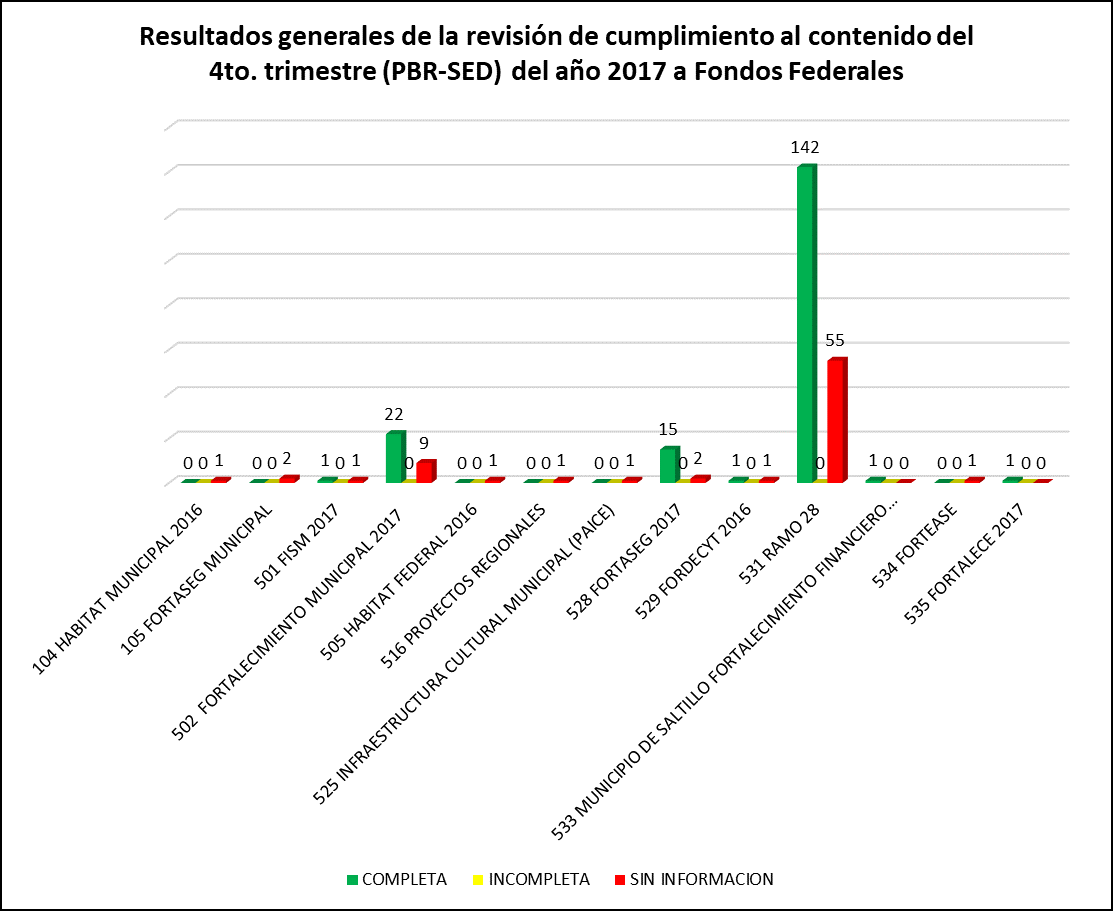 Resultados generales de la revisión de cumplimiento al contenido del
4to. trimestre (PBR-SED) del año 2017 a Fondos Federales
0 0 1
0 0 2
1 0 1
22 0 9
0 0 1
0 0 1
0 0 1
15 0 2
1 0 1
142 0 55
1 0 0
0 0 1
1 0 0
104 HABITAT MUNICIPAL 2016
105 FORTASEG MUNICIPAL
501 FISM 2017
502 FORTALECIMIENTO MUNICIPAL 2017
505 HABITAT FEDERAL 2016
516 PROYECTOS REGIONALES
525 INFRAESTRUCTURA CULTURAL MUNICIPAL (PAICE)
528 FORTASEG 2017
529 FORDECYT 2016
531 RAMO 28
533 MUNICIPIO DE SALTILLO FORTALECIMIENTO FINANCIERO…
534 FORTEASE
535 FORTALECE 2017
COMPLETA INCOMPLETA SIN INFORMACION